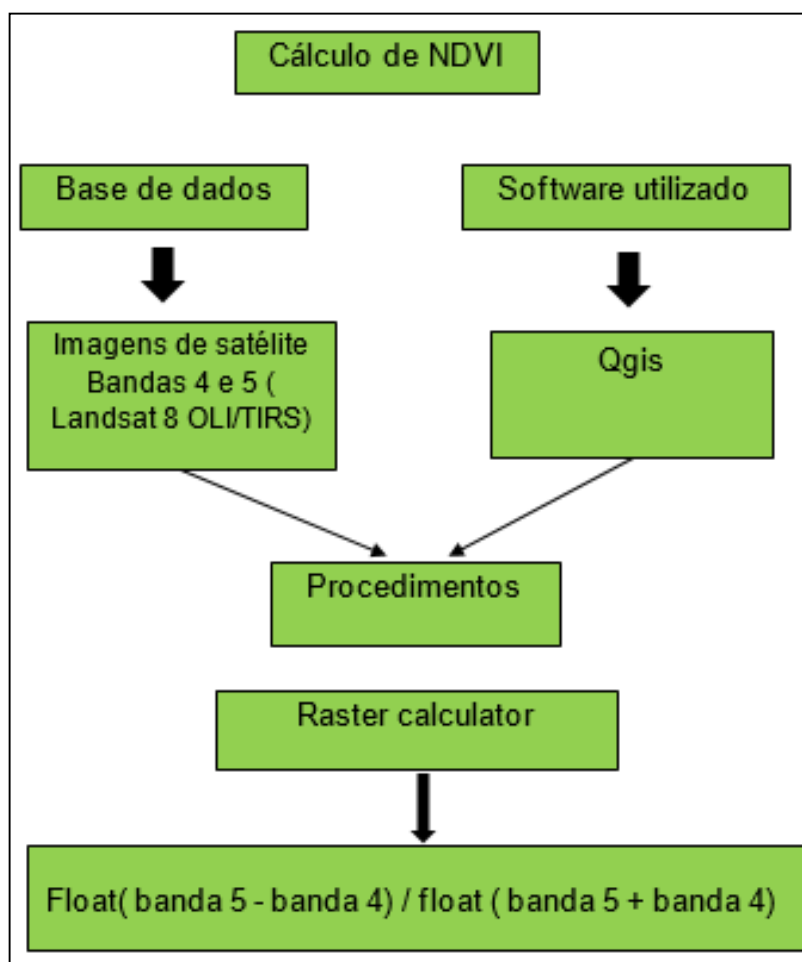 Cálculo de NDVI
Base de dados
Software utilizado
Imagens de satélite
Bandas 4 e 5 (
Landsat 8 OLI/TIRS)
Qgis
Procedimentos
Raster calculator
Float( banda 5 - banda 4) / float ( banda 5 + banda 4)